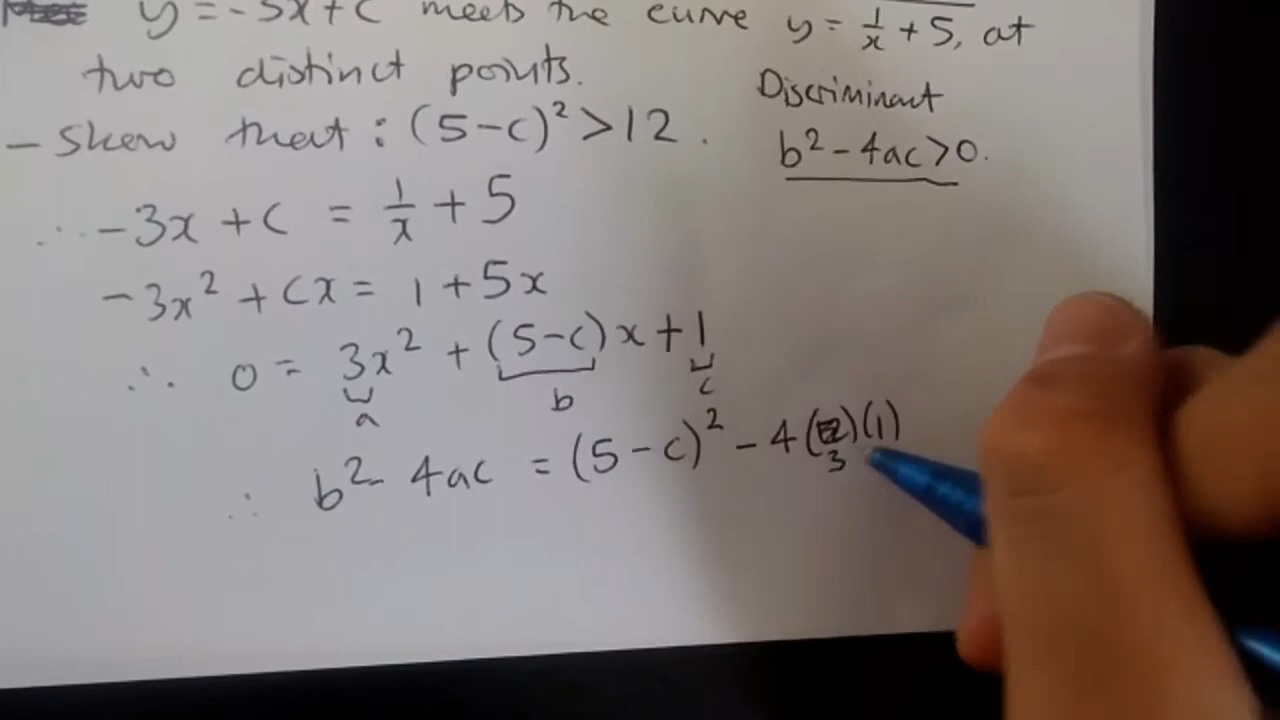 y = -3x + c meets the curve y = 1/x + 5, at
two distinct points.
Discriminant
- Show that : (5-c)² > 12.
b² - 4ac > 0.
∴ -3x + c = 1/x + 5
-3x² + cx = 1 + 5x
∴ 0 = 3x² + (5-c)x + 1
a b c
∴ b² - 4ac = (5-c)² - 4( )(1)
3